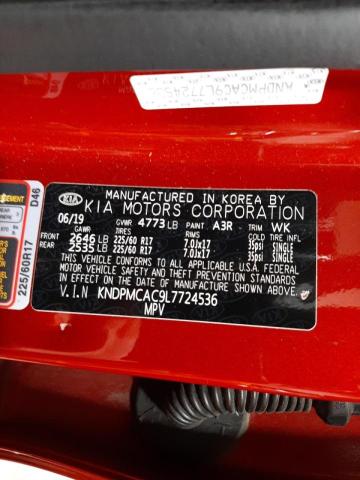 KNDPMCAC9L7724536
D46
225/60R17
KIA
MANUFACTURED IN KOREA BY
KIA MOTORS CORPORATION
06/19 GVWR 4773 LB PAINT A3R TRIM WK
GAWR TIRES RIMS COLD TIRE INFL
FRONT 2646 LB 225/60 R17 7.0Jx17 35psi SINGLE
REAR 2535 LB 225/60 R17 7.0Jx17 35psi SINGLE
THIS VEHICLE CONFORMS TO ALL APPLICABLE U.S.A. FEDERAL
MOTOR VEHICLE SAFETY, BUMPER, AND THEFT PREVENTION
STANDARDS IN EFFECT ON THE DATE OF MANUFACTURE SHOWN ABOVE.
V.I.N KNDPMCAC9L7724536
MPV